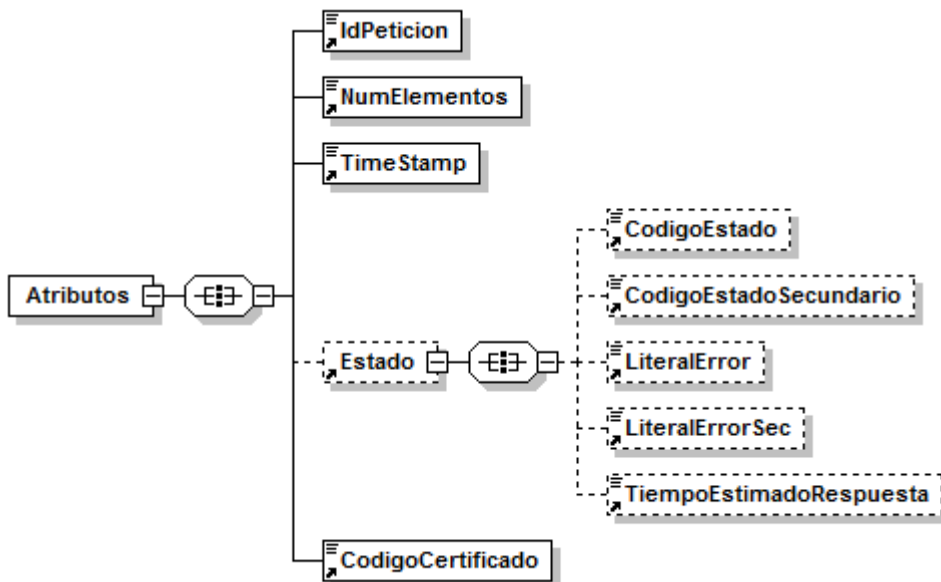 IdPeticion
NumElementos
TimeStamp
CodigoEstado
CodigoEstadoSecundario
Atributos
Estado
LiteralError
LiteralErrorSec
TiempoEstimadoRespuesta
CodigoCertificado